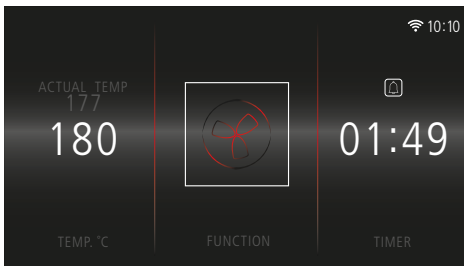 10:10
ACTUAL TEMP
177
180
01:49
TEMP. °C
FUNCTION
TIMER